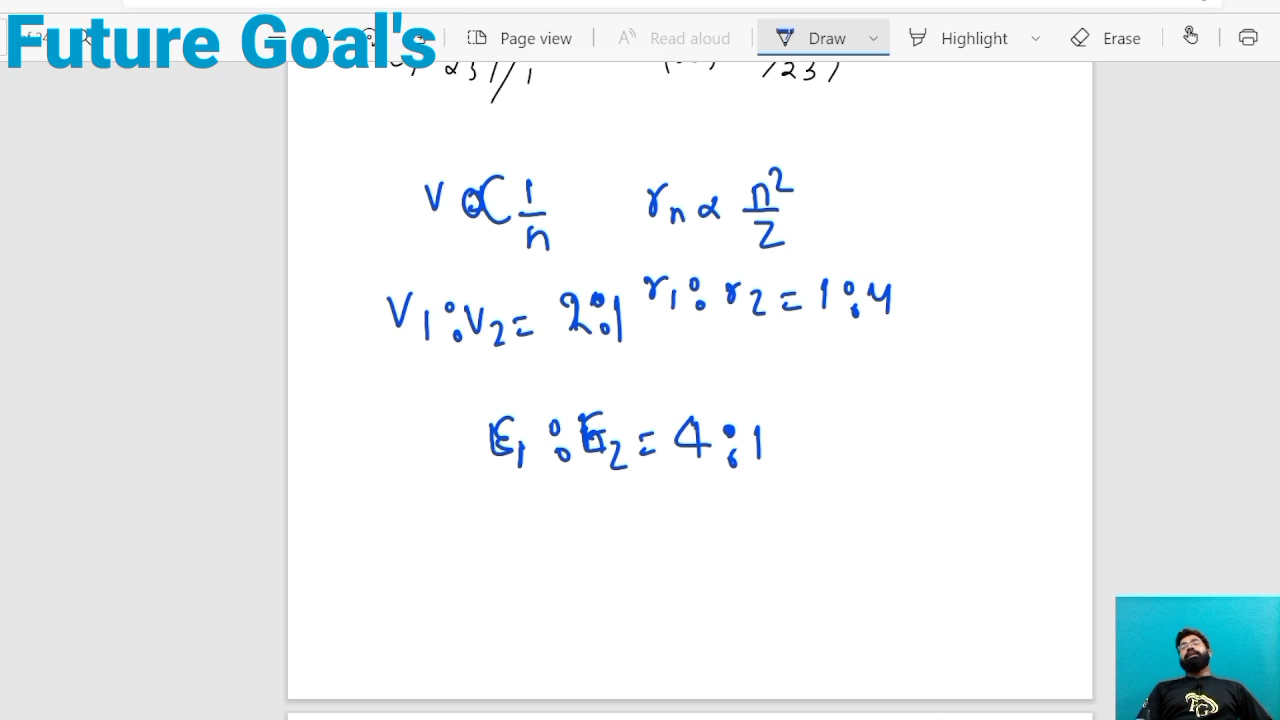 Future Goal's
Page view
Read aloud
Draw
Highlight
Erase
V ∝ 1/n
rn ∝ n²/Z
V1 : V2 = 2:1
r1 : r2 = 1:4
E1 : E2 = 4:1
FG